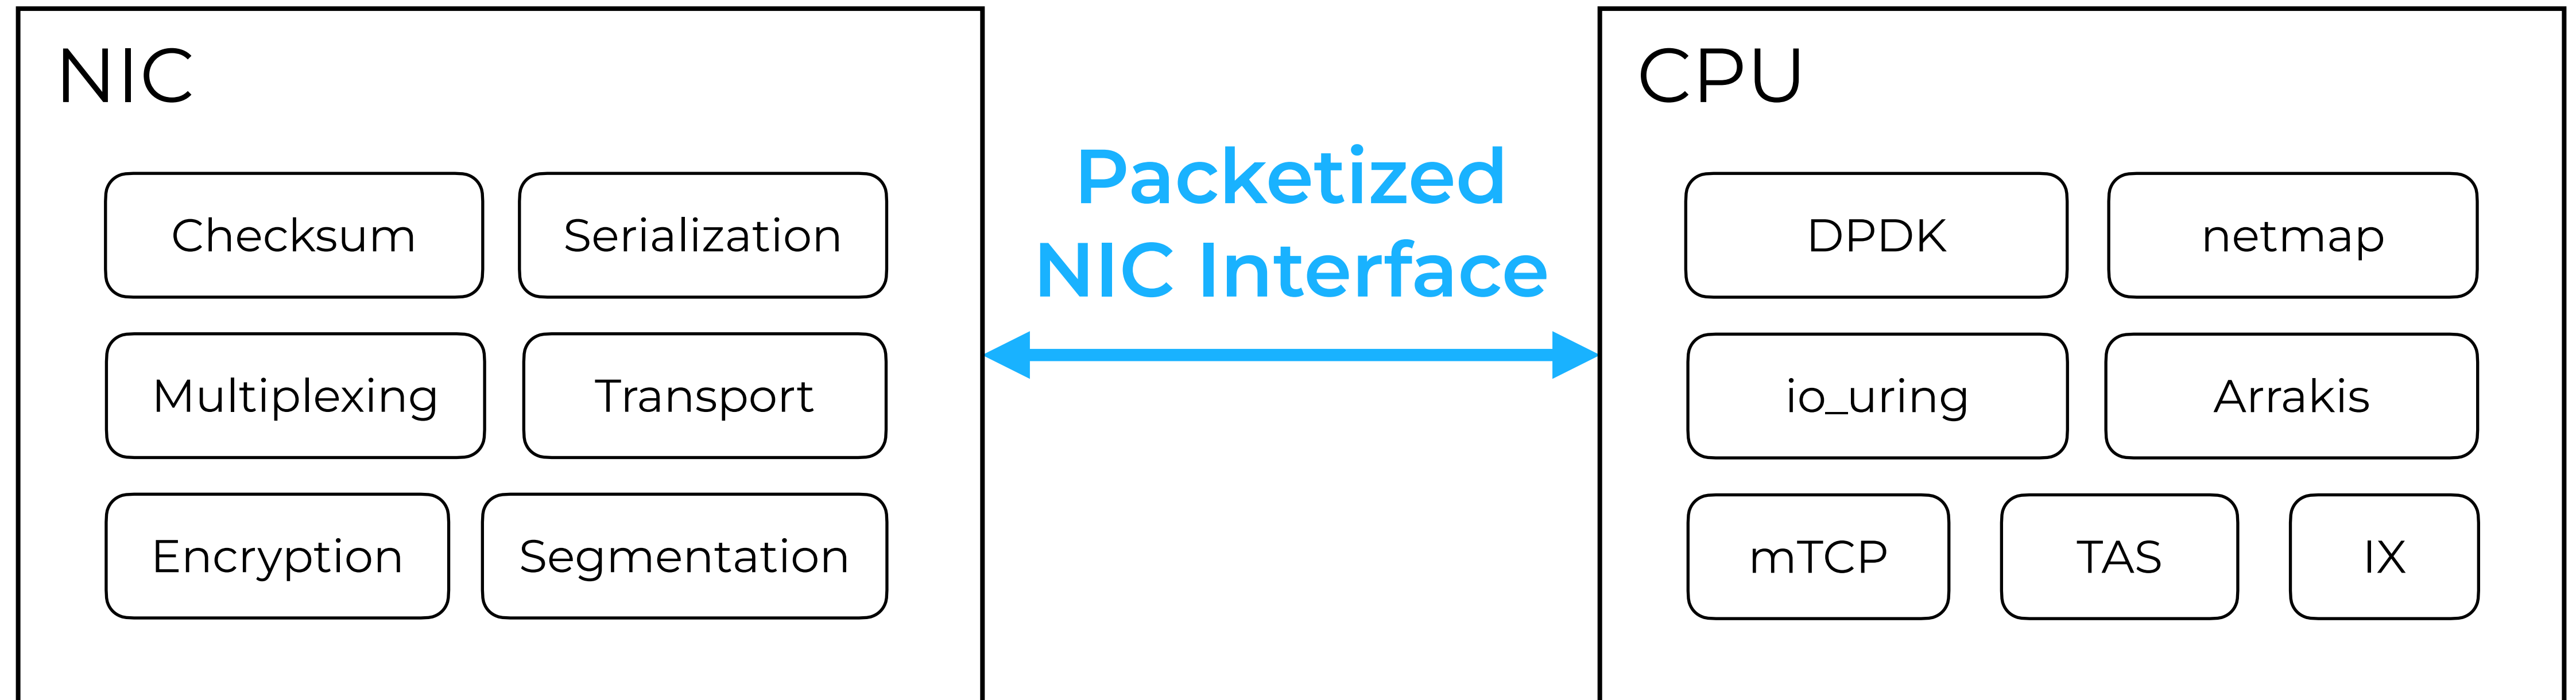 NIC
Checksum
Serialization
Multiplexing
Transport
Encryption
Segmentation
Packetized
NIC Interface
CPU
DPDK
netmap
io_uring
Arrakis
mTCP
TAS
IX